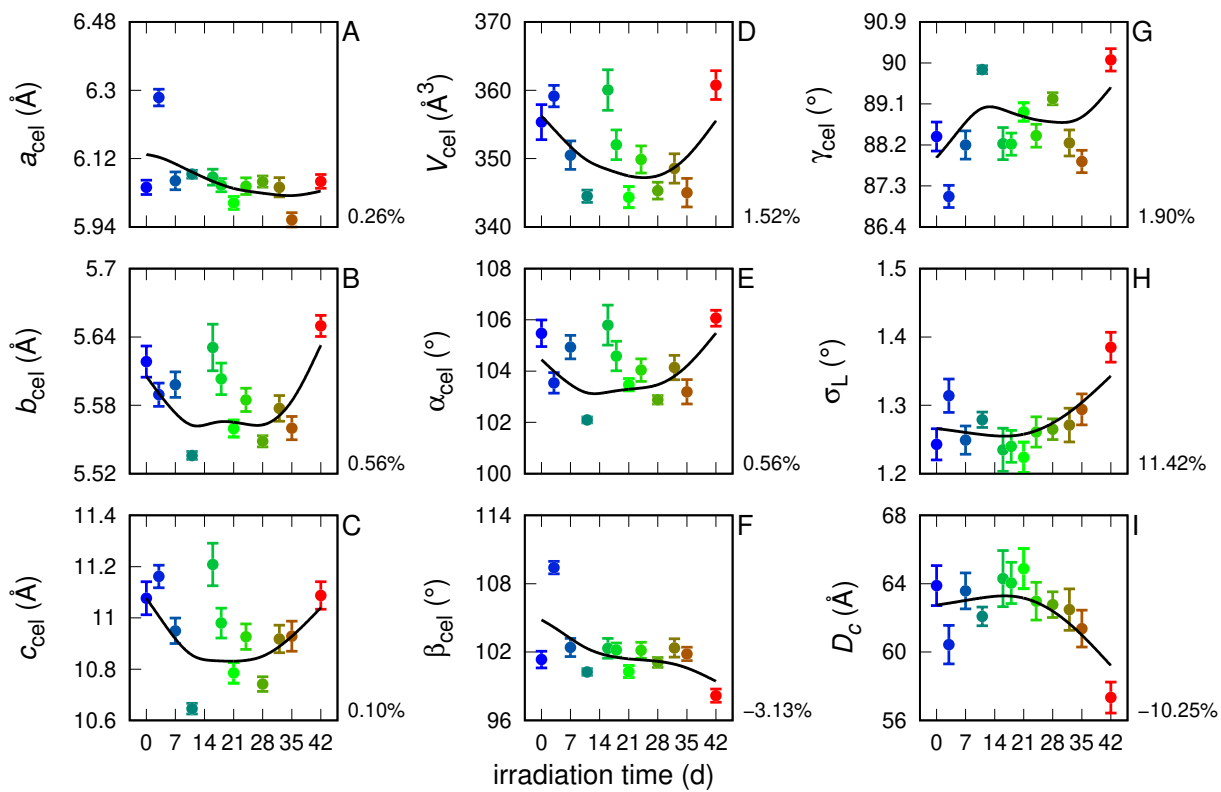 A
a_cel (Å)
6.48
6.3
6.12
5.94
0.26%
D
V_cel (Å³)
370
360
350
340
1.52%
G
γ_cel (°)
90.9
90
89.1
88.2
87.3
86.4
1.90%
B
b_cel (Å)
5.7
5.64
5.58
5.52
0.56%
E
α_cel (°)
108
106
104
102
100
0.56%
H
σ_L (°)
1.5
1.4
1.3
1.2
11.42%
C
c_cel (Å)
11.4
11.2
11
10.8
10.6
0.10%
0 7 14 21 28 35 42
F
β_cel (°)
114
108
102
96
−3.13%
0 7 14 21 28 35 42
I
D_c (Å)
68
64
60
56
−10.25%
0 7 14 21 28 35 42
irradiation time (d)